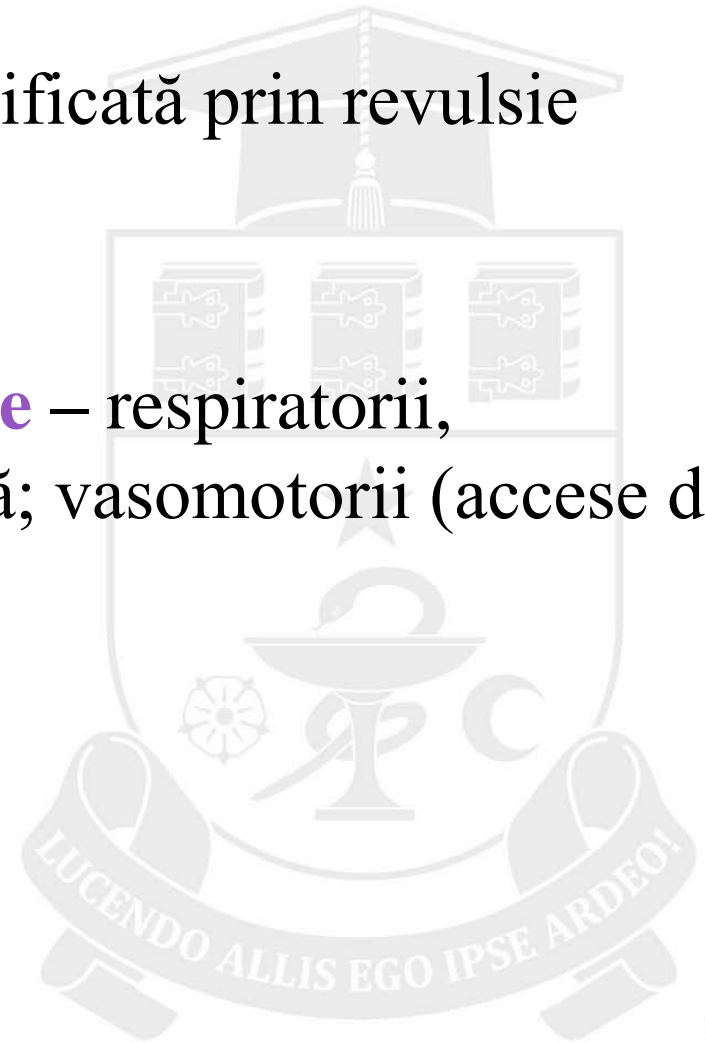 ificată prin revulsie
e – respiratorii,
ă; vasomotorii (accese d
LUCENDO ALLIS EGO IPSE ARDEO!